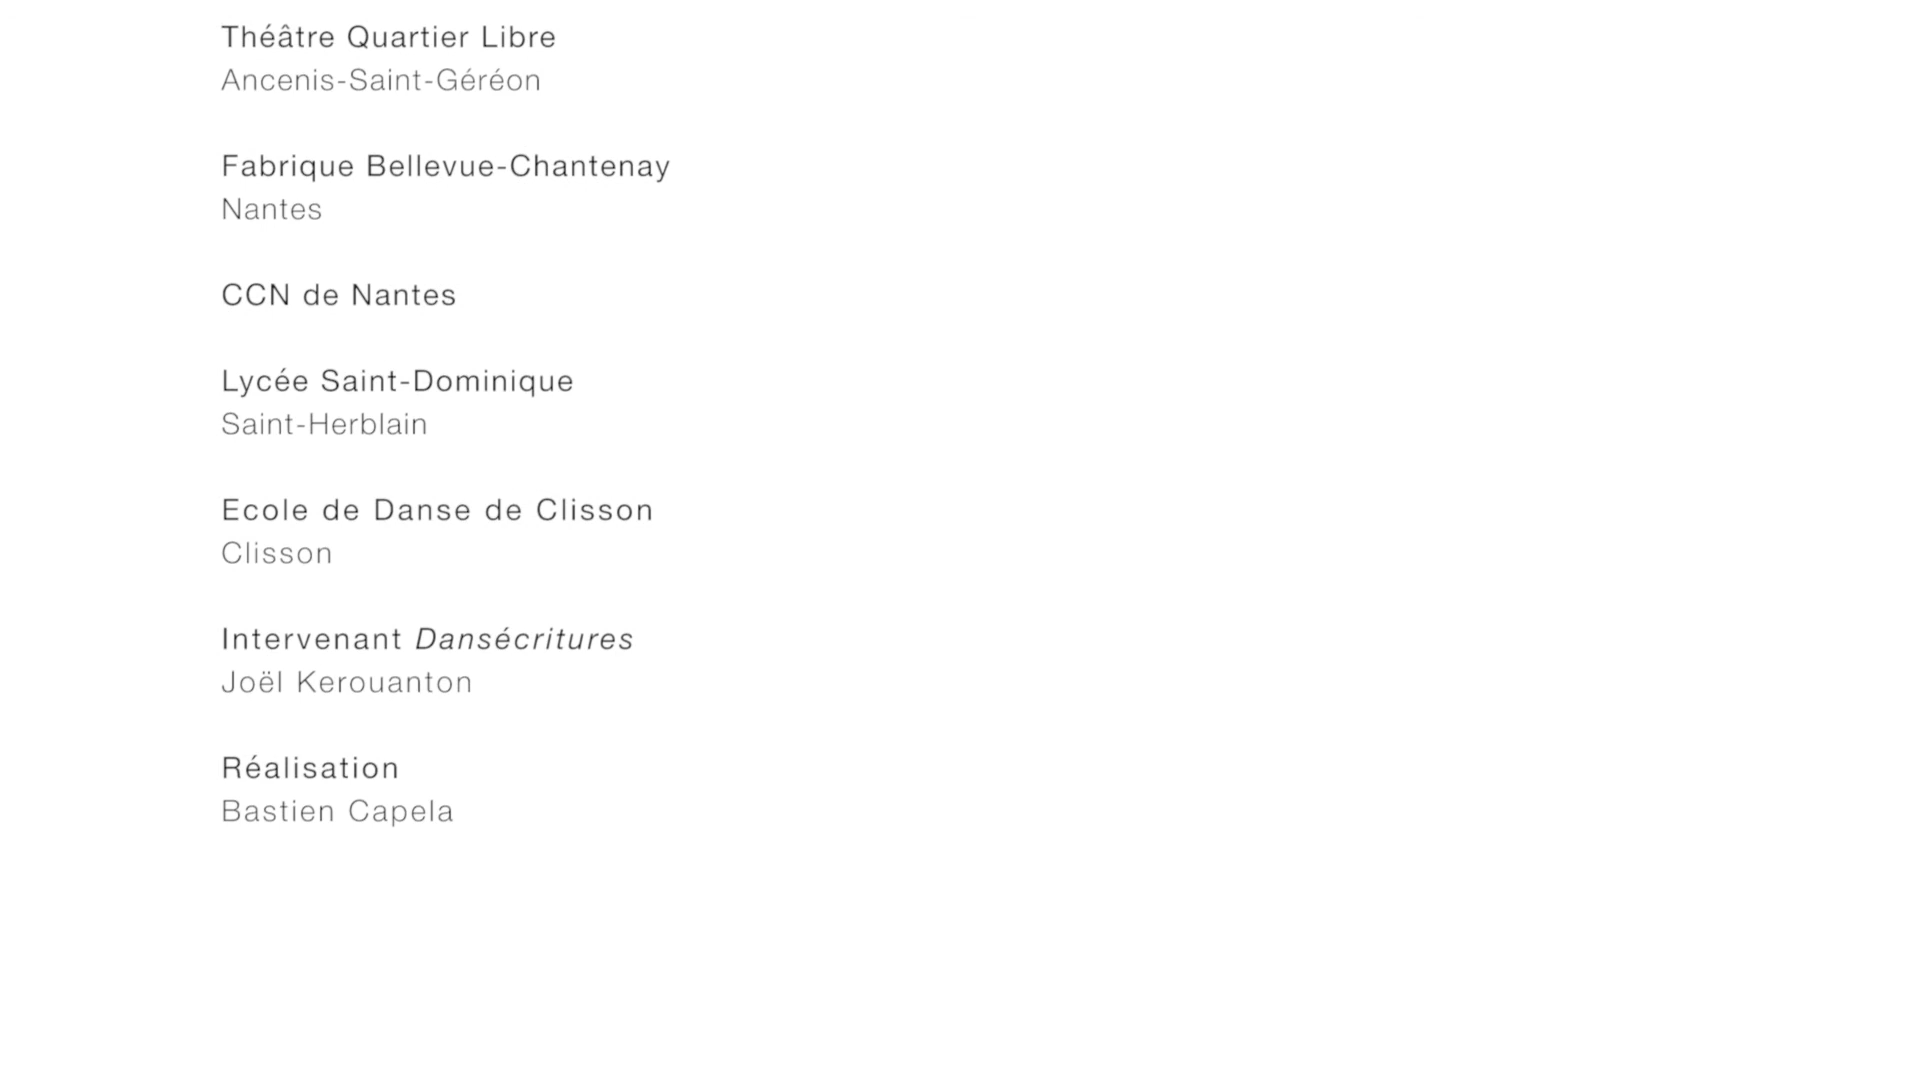 Théâtre Quartier Libre
Ancenis-Saint-Géréon
Fabrique Bellevue-Chantenay
Nantes
CCN de Nantes
Lycée Saint-Dominique
Saint-Herblain
Ecole de Danse de Clisson
Clisson
Intervenant Dansécritures
Joël Kerouanton
Réalisation
Bastien Capela